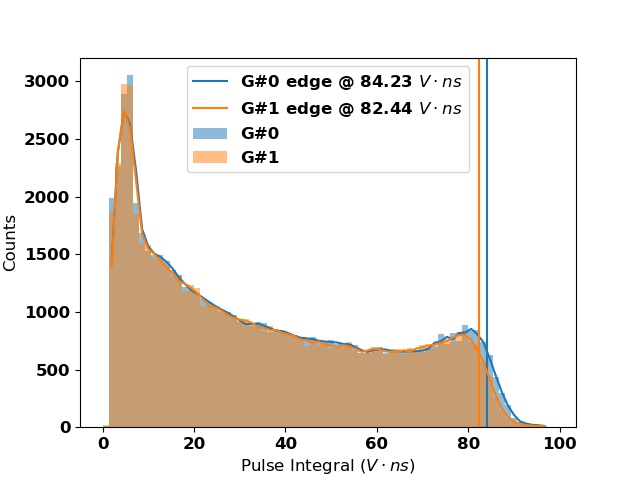 G#0 edge @ 84.23 V · ns
G#1 edge @ 82.44 V · ns
G#0
G#1
3000
2500
2000
1500
1000
500
0
Counts
0 20 40 60 80 100
Pulse Integral (V · ns)